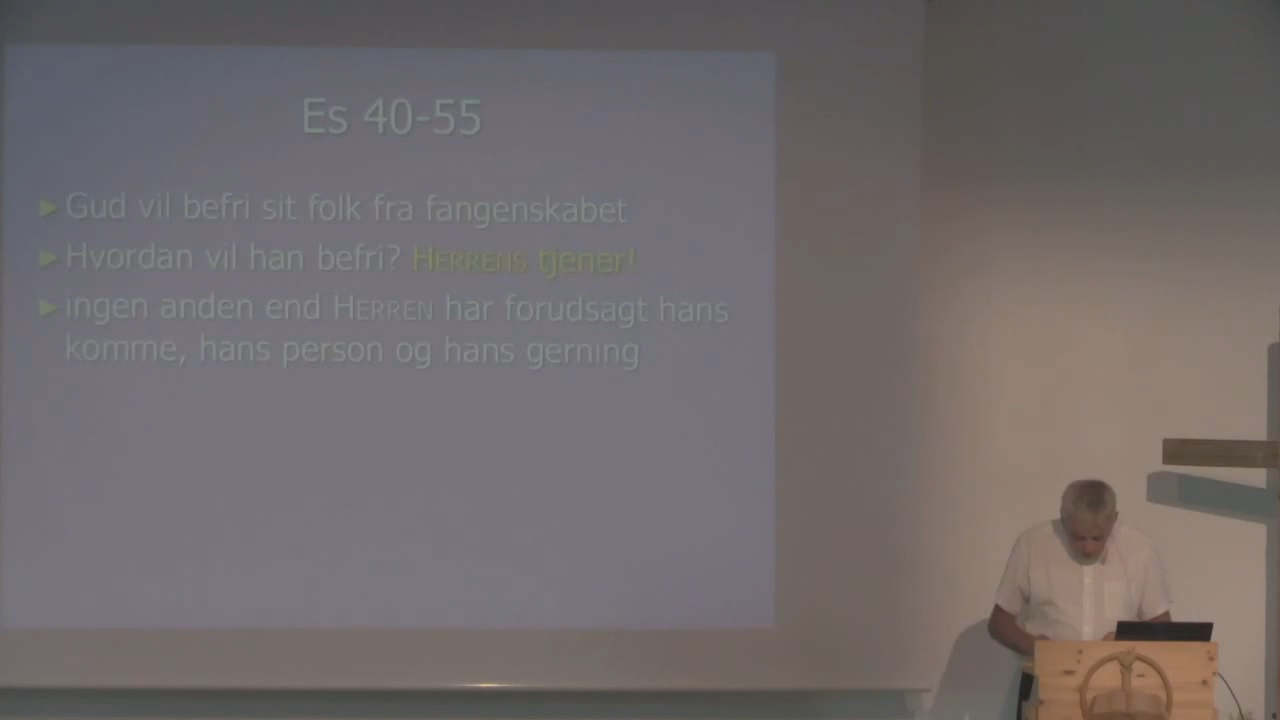 Es 40-55
►Gud vil befri sit folk fra fangenskabet
►Hvordan vil han befri? HERRENS tjener!
►ingen anden end HERREN har forudsagt hans
komme, hans person og hans gerning